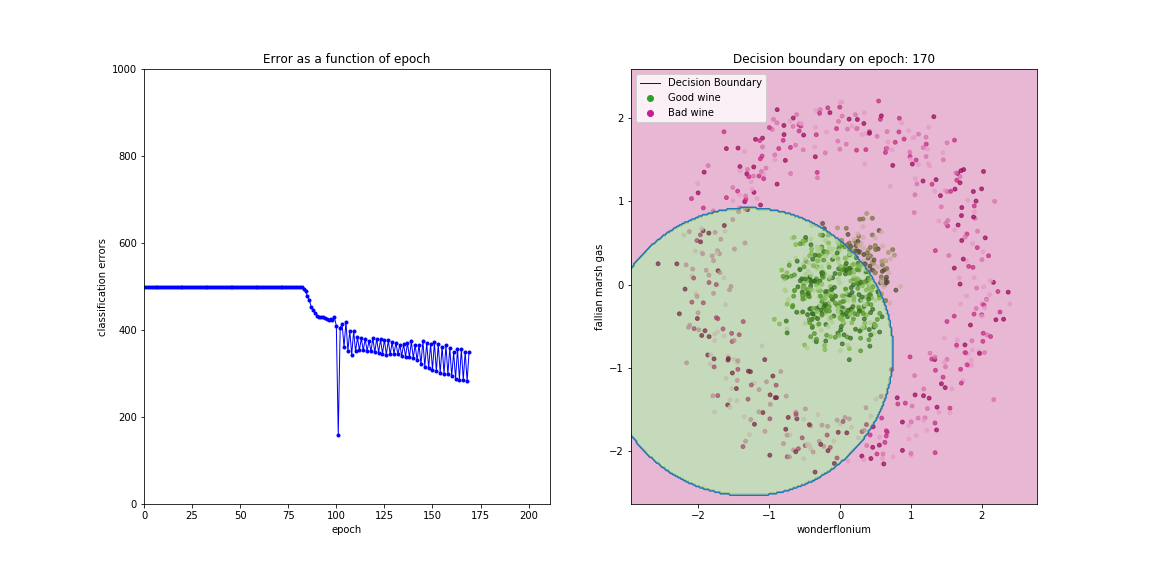 Error as a function of epoch
1000
800
600
400
200
0
classification errors
0 25 50 75 100 125 150 175 200
epoch
Decision boundary on epoch: 170
Decision Boundary
Good wine
Bad wine
2
1
0
−1
−2
fallian marsh gas
−2 −1 0 1 2
wonderflonium